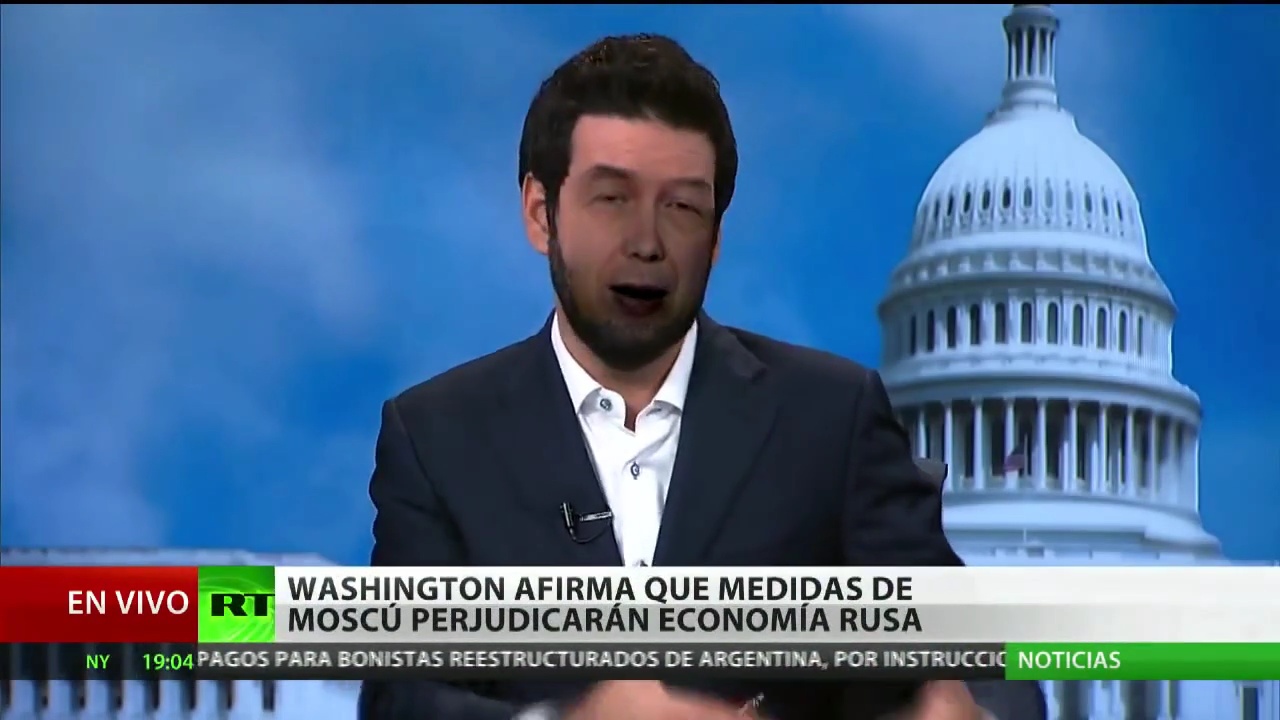 EN VIVO
RT
WASHINGTON AFIRMA QUE MEDIDAS DE
MOSCÚ PERJUDICARÁN ECONOMÍA RUSA
NY 19:04
PAGOS PARA BONISTAS REESTRUCTURADOS DE ARGENTINA, POR INSTRUCCIO
NOTICIAS